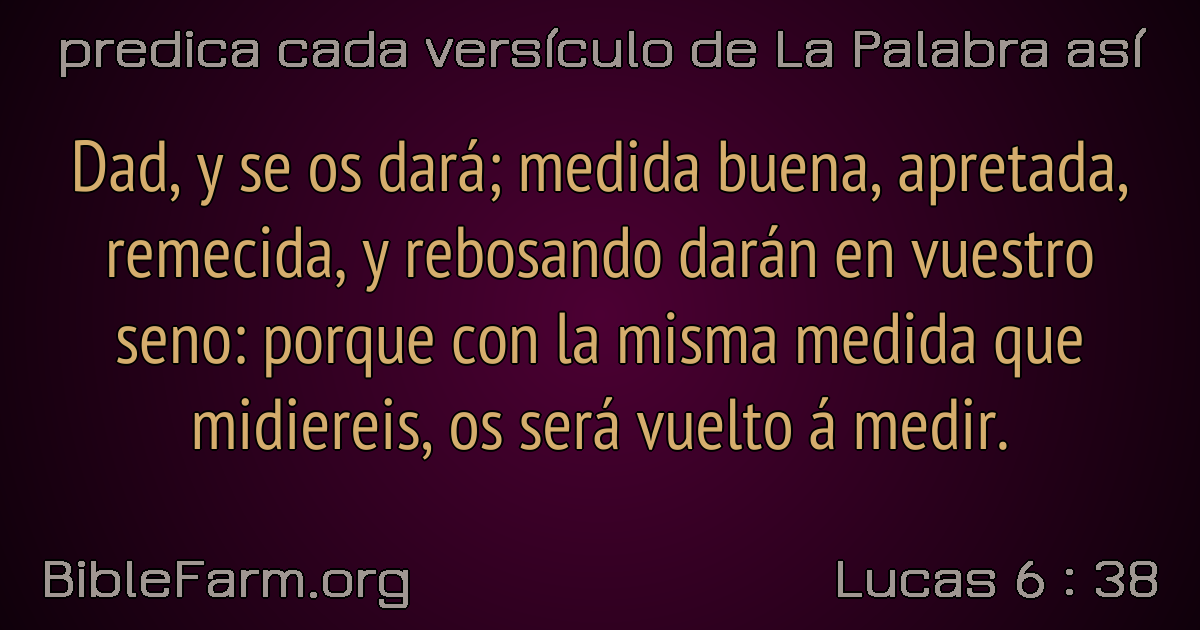 predica cada versículo de La Palabra así
Dad, y se os dará; medida buena, apretada,
remecida, y rebosando darán en vuestro
seno: porque con la misma medida que
midiereis, os será vuelto á medir.
BibleFarm.org
Lucas 6 : 38